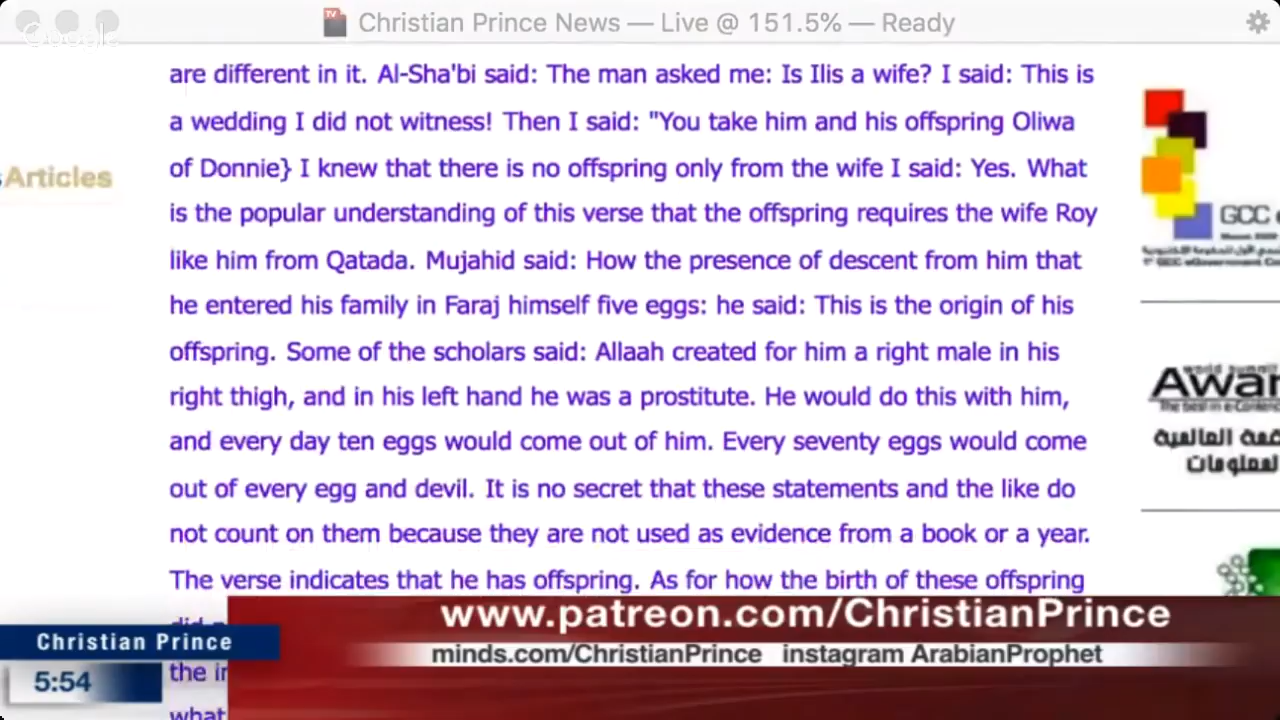 Christian Prince News — Live @ 151.5% — Ready
Google
are different in it. Al-Sha'bi said: The man asked me: Is Ilis a wife? I said: This is
a wedding I did not witness! Then I said: "You take him and his offspring Oliwa
of Donnie} I knew that there is no offspring only from the wife I said: Yes. What
is the popular understanding of this verse that the offspring requires the wife Roy
like him from Qatada. Mujahid said: How the presence of descent from him that
he entered his family in Faraj himself five eggs: he said: This is the origin of his
offspring. Some of the scholars said: Allaah created for him a right male in his
right thigh, and in his left hand he was a prostitute. He would do this with him,
and every day ten eggs would come out of him. Every seventy eggs would come
out of every egg and devil. It is no secret that these statements and the like do
not count on them because they are not used as evidence from a book or a year.
The verse indicates that he has offspring. As for how the birth of these offspring
the
what
sArticles
GCC
world summit
Awar
www.patreon.com/ChristianPrince
minds.com/ChristianPrince instagram ArabianProphet
Christian Prince
5:54